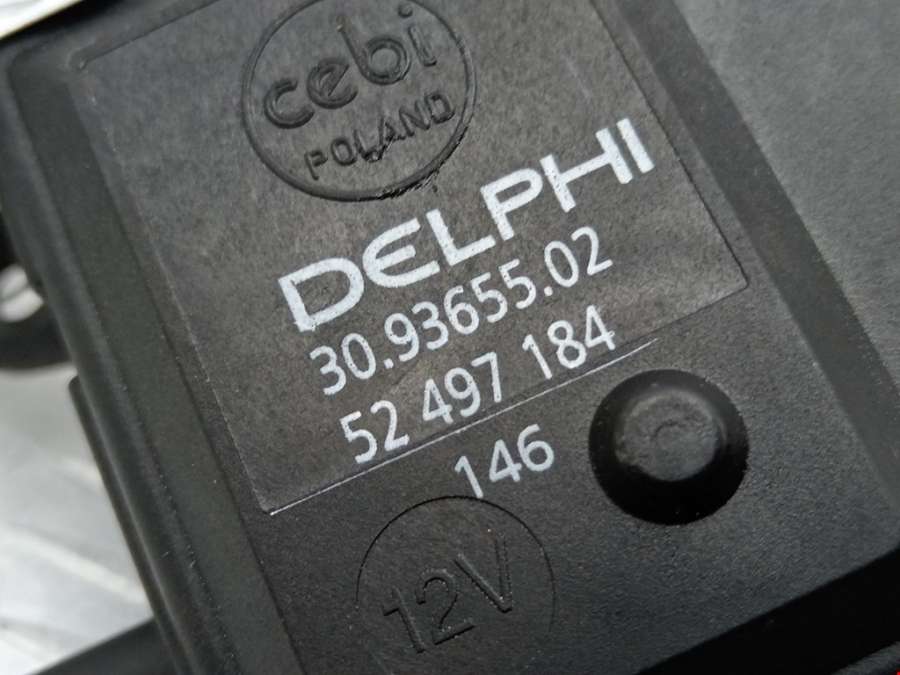 cebi
POLAND
DELPHI
30.93655.02
52 497 184
146
12V